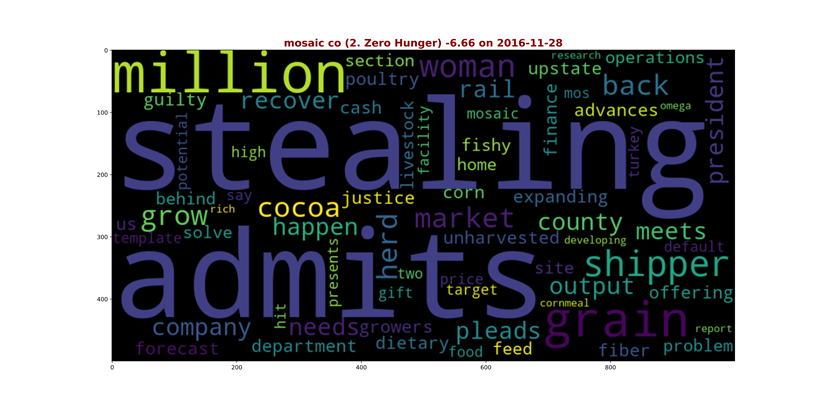 mosaic co (2. Zero Hunger) -6.66 on 2016-11-28
0
100
200
300
400
0
200
400
600
800
million
section
woman
research
operations
poultry
upstate
rail
back
guilty
recover
cash
mos
advances
omega
president
potential
livestock
facility
mosaic
finance
stealing
high
fishy
turkey
home
behind
say
justice
corn
expanding
rich
cocoa
grow
us
happen
market
county
meets
template
solve
herd
unharvested
developing
default
presents
two
price
site
shipper
admits
gift
target
output
offering
cornmeal
hit
company
needs
growers
pleads
grain
report
forecast
department
dietary
food
feed
fiber
problem